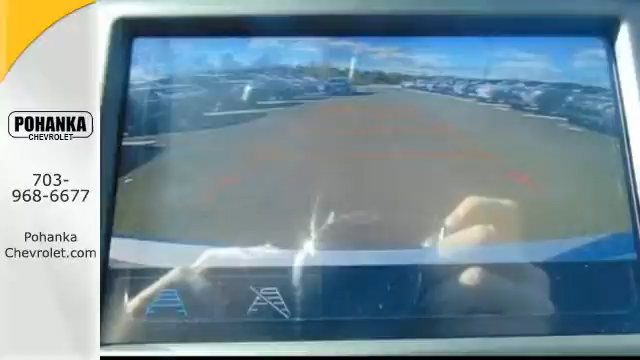 POHANKA
CHEVROLET
703-
968-6677
Pohanka
Chevrolet.com